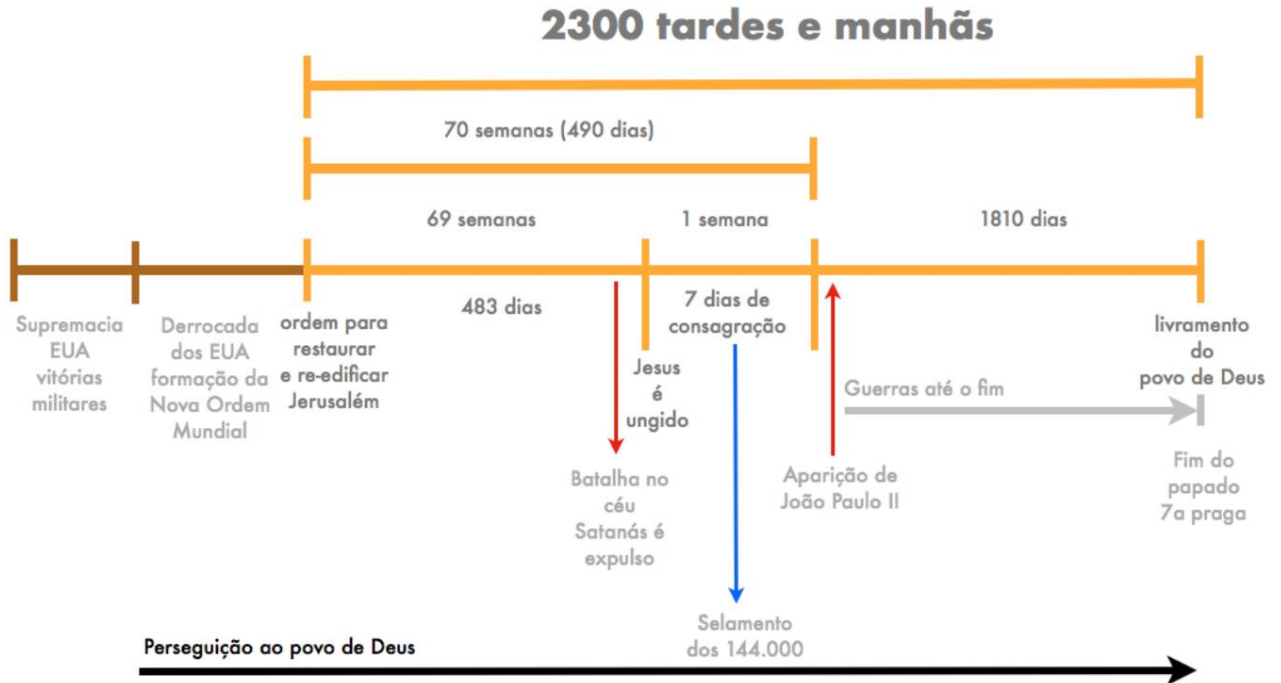 2300 tardes e manhãs
70 semanas (490 dias)
69 semanas
1 semana
1810 dias
483 dias
7 dias de
consagração
Supremacia
EUA
vitórias
militares
Derrocada
dos EUA
formação da
Nova Ordem
Mundial
ordem para
restaurar
e re-edificar
Jerusalém
Jesus
é
ungido
livramento
do
povo de Deus
Guerras até o fim
Batalha no
céu
Satanás é
expulso
Aparição de
João Paulo II
Fim do
papado
7a praga
Selamento
dos 144.000
Perseguição ao povo de Deus